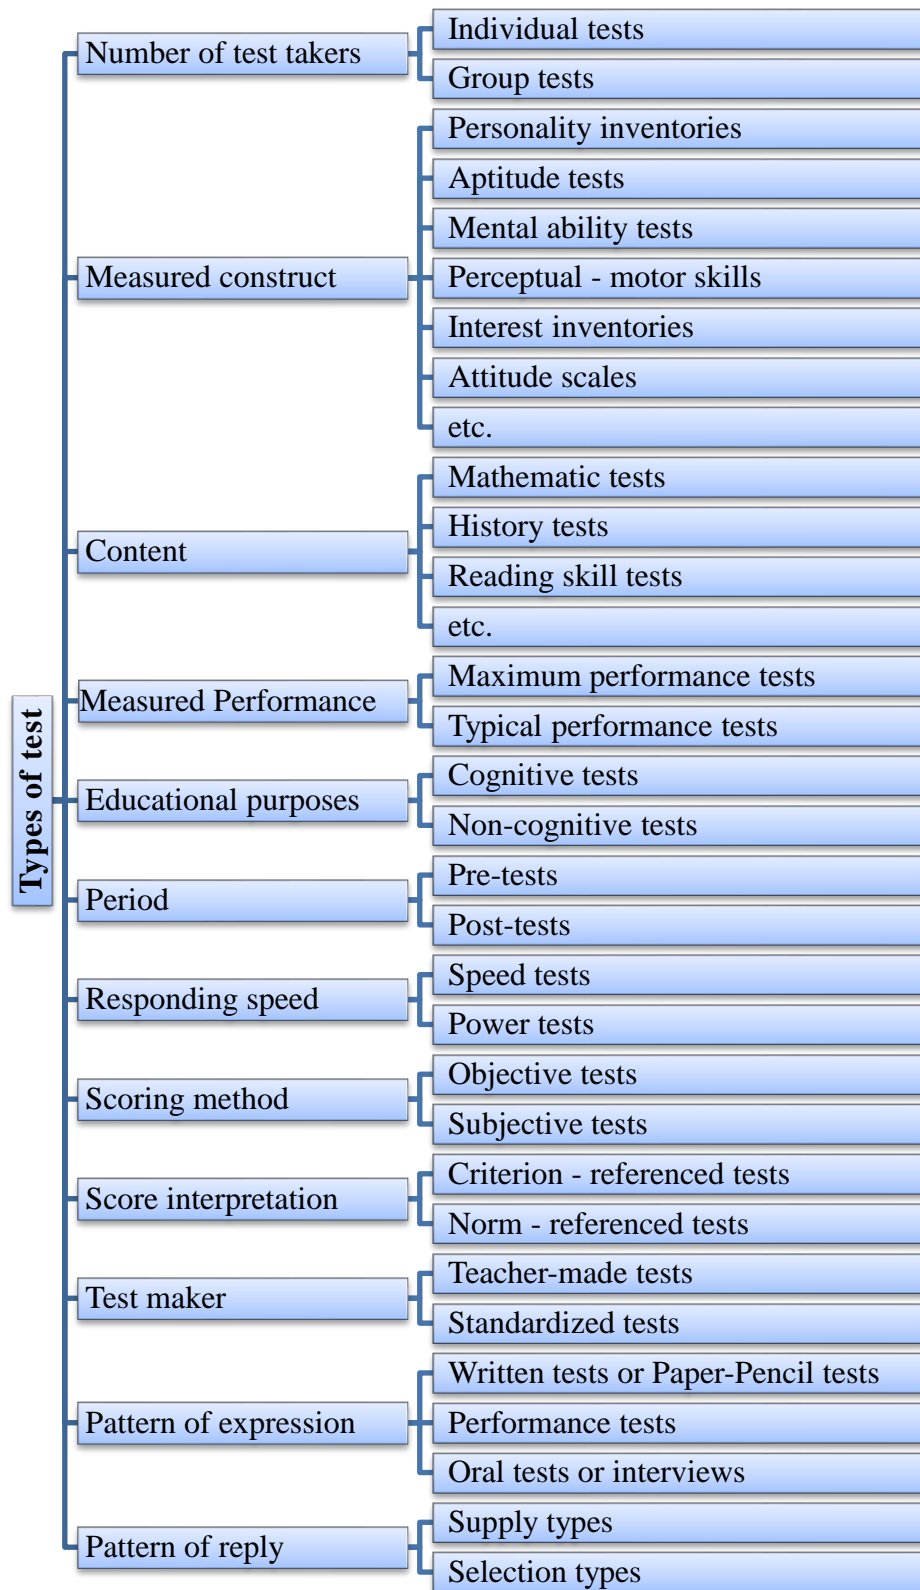 Types of test
Number of test takers
Individual tests
Group tests
Measured construct
Personality inventories
Aptitude tests
Mental ability tests
Perceptual - motor skills
Interest inventories
Attitude scales
etc.
Content
Mathematic tests
History tests
Reading skill tests
etc.
Measured Performance
Maximum performance tests
Typical performance tests
Educational purposes
Cognitive tests
Non-cognitive tests
Period
Pre-tests
Post-tests
Responding speed
Speed tests
Power tests
Scoring method
Objective tests
Subjective tests
Score interpretation
Criterion - referenced tests
Norm - referenced tests
Test maker
Teacher-made tests
Standardized tests
Pattern of expression
Written tests or Paper-Pencil tests
Performance tests
Oral tests or interviews
Pattern of reply
Supply types
Selection types